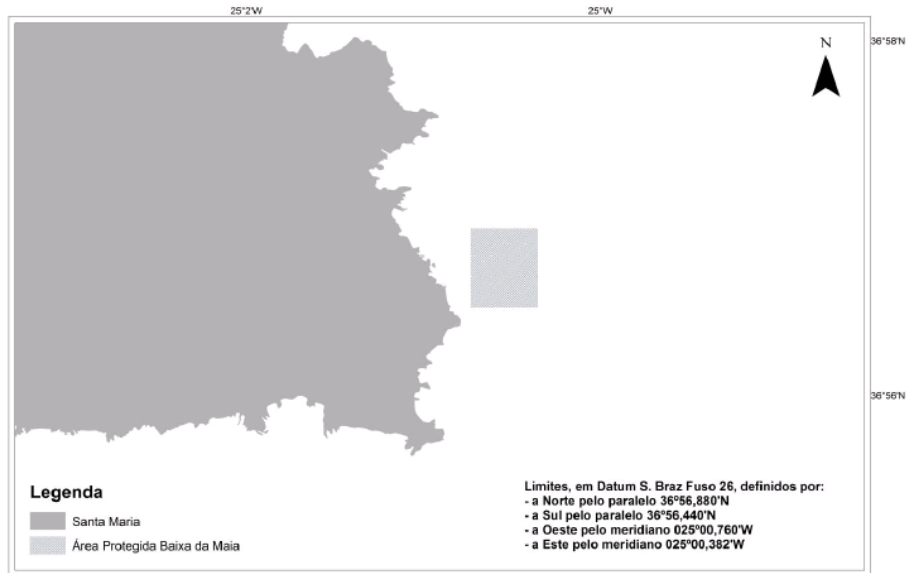 25°2'W
25°W
36°58'N
N
36°56'N
Legenda
Santa Maria
Área Protegida Baixa da Maia
Limites, em Datum S. Braz Fuso 26, definidos por:
- a Norte pelo paralelo 36º56,880'N
- a Sul pelo paralelo 36º56,440'N
- a Oeste pelo meridiano 025º00,760'W
- a Este pelo meridiano 025º00,382'W